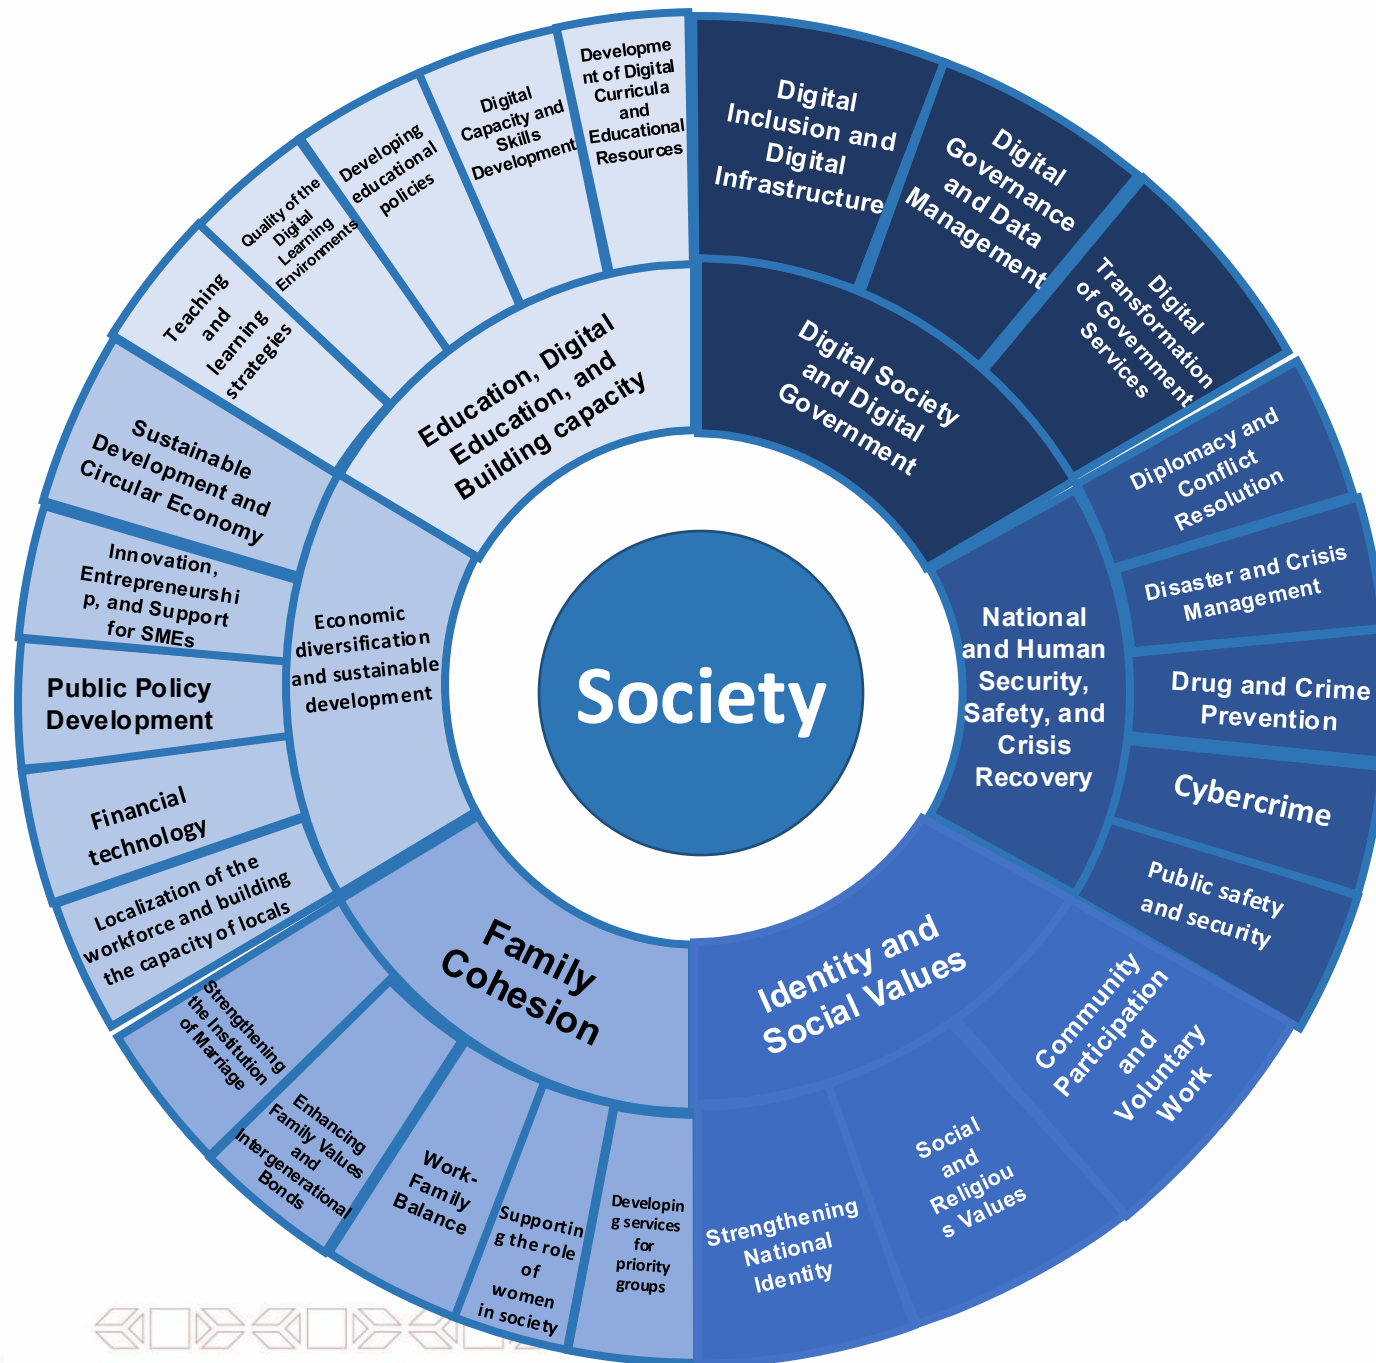 Society
Digital Society
and Digital
Government
Digital
Inclusion and
Digital
Infrastructure
Digital
Governance
and Data
Management
Digital
Transformation
of Government
Services
National
and Human
Security,
Safety, and
Crisis
Recovery
Diplomacy and
Conflict
Resolution
Disaster and Crisis
Management
Drug and Crime
Prevention
Cybercrime
Public safety
and security
Identity and
Social Values
Community
Participation
and
Voluntary
Work
Social
and
Religiou
s Values
Strengthening
National
Identity
Family
Cohesion
Developin
g services
for
priority
groups
Supportin
g the role
of
women
in society
Work-
Family
Balance
Enhancing
Family Values
and
Intergenerational
Bonds
Strengthening
the Institution
of Marriage
Economic
diversification
and sustainable
development
Localization of the
workforce and building
the capacity of locals
Financial
technology
Public Policy
Development
Innovation,
Entrepreneurshi
p, and Support
for SMEs
Sustainable
Development and
Circular Economy
Education, Digital
Education, and
Building capacity
Teaching
and
learning
strategies
Quality of the
Digital
Learning
Environments
Developing
educational
policies
Digital
Capacity and
Skills
Development
Developme
nt of Digital
Curricula
and
Educational
Resources